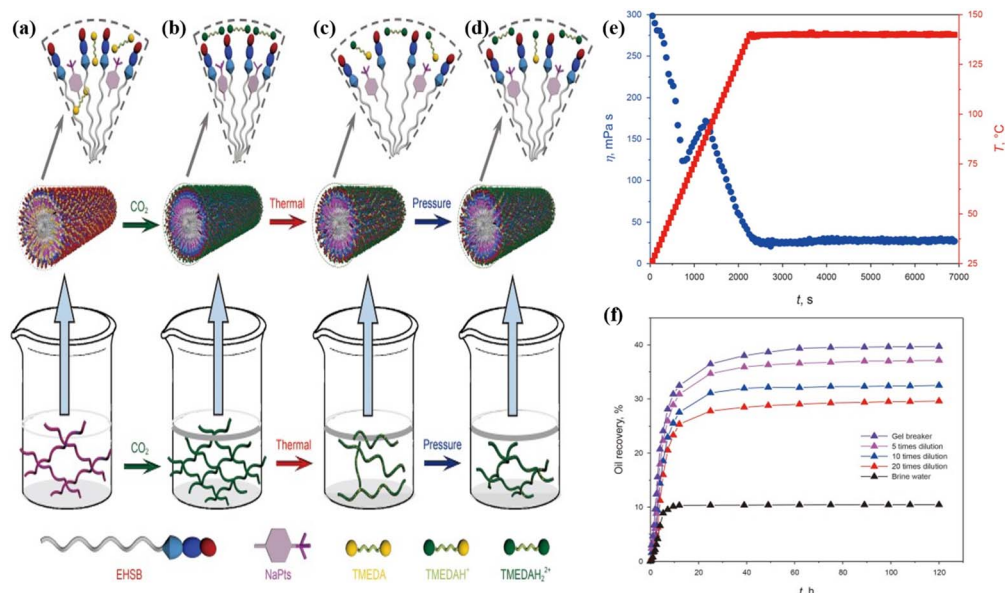 (a)
(b)
(c)
(d)
CO₂
Thermal
Pressure
CO₂
Thermal
Pressure
EHSB
NaPts
TMEDA
TMEDAH⁺
TMEDAH₂²⁺
(e)
300
250
200
150
100
50
0
η, mPa s
150
125
100
75
50
25
T, °C
0
1000
2000
3000
4000
5000
6000
7000
t, s
(f)
40
30
20
10
0
Oil recovery, %
Gel breaker
5 times dilution
10 times dilution
20 times dilution
Brine water
0
20
40
60
80
100
120
t, h